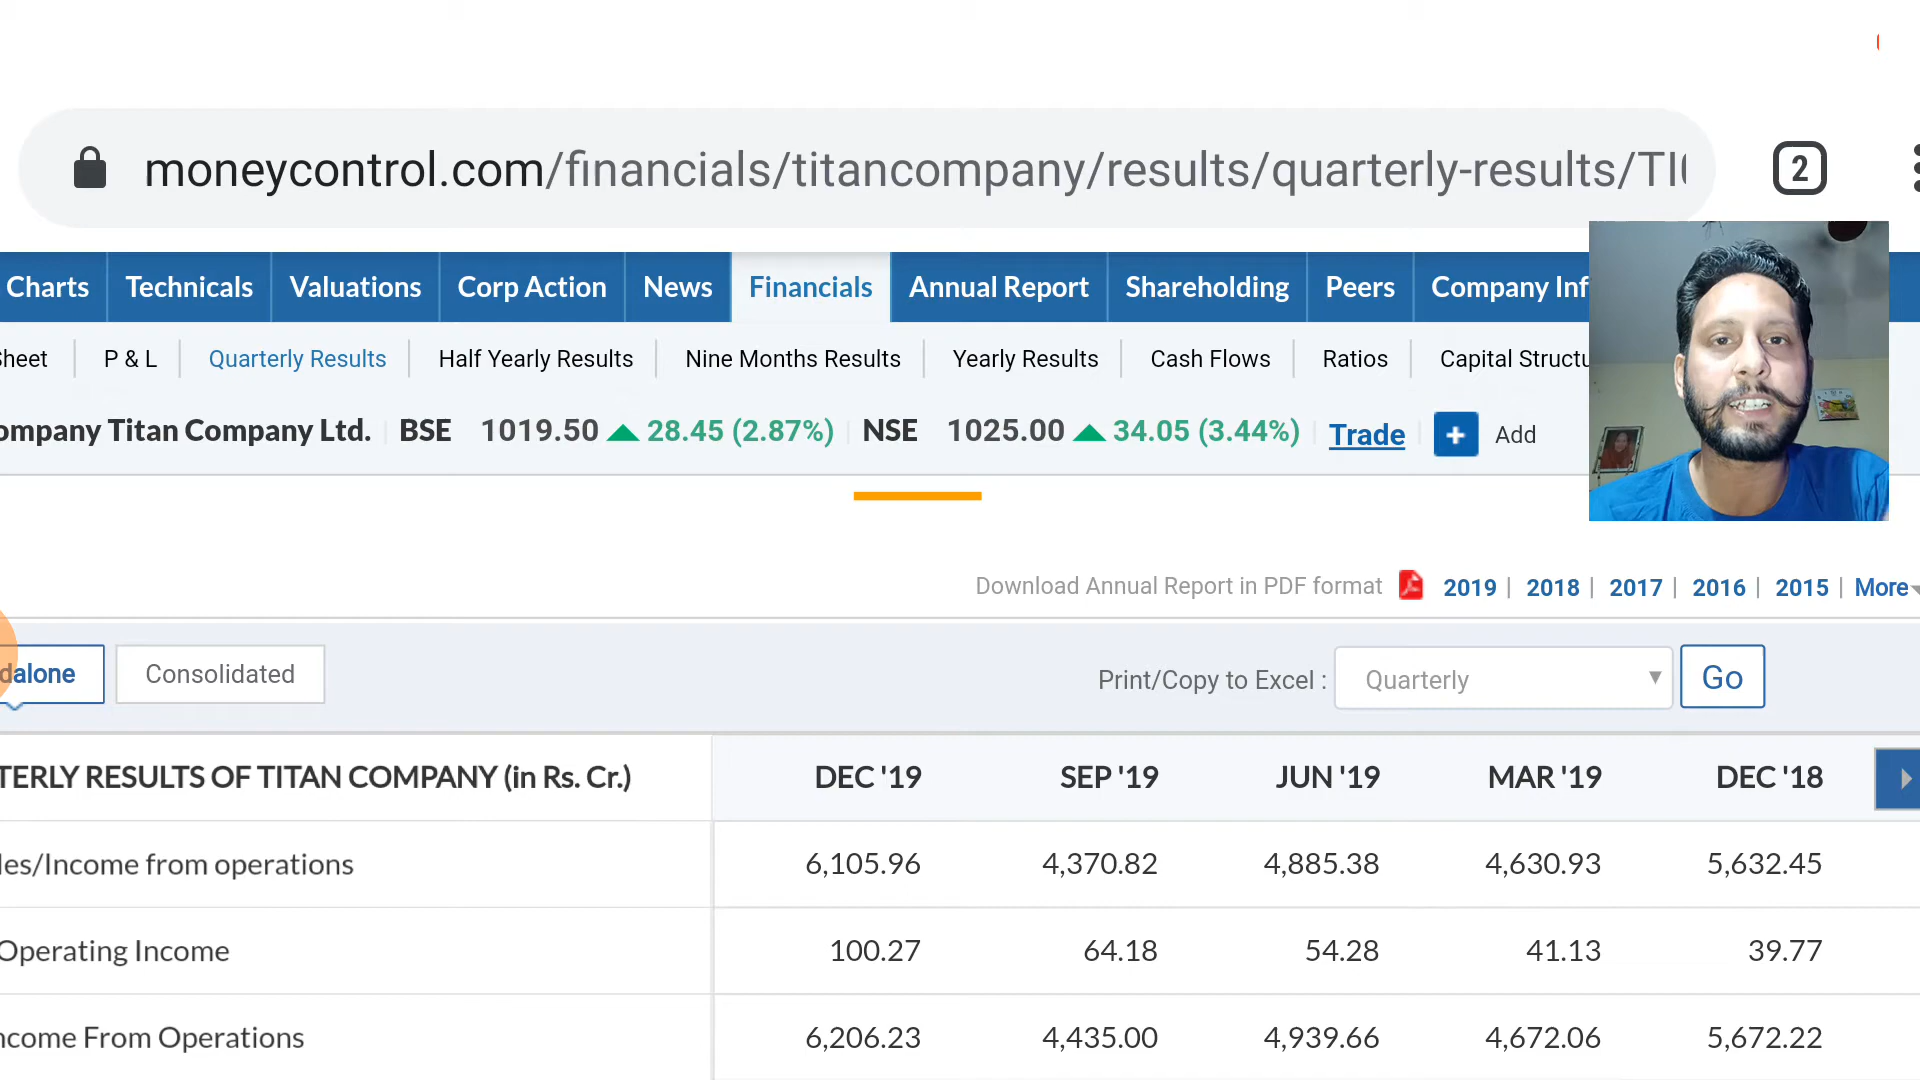 moneycontrol.com/financials/titancompany/results/quarterly-results/TI
2
Charts Technicals Valuations Corp Action News Financials Annual Report Shareholding Peers Company Inf
heet P & L Quarterly Results Half Yearly Results Nine Months Results Yearly Results Cash Flows Ratios Capital Structu
ompany Titan Company Ltd. BSE 1019.50 28.45 (2.87%) NSE 1025.00 34.05 (3.44%) Trade + Add
Download Annual Report in PDF format 2019 | 2018 | 2017 | 2016 | 2015 | More
dalone Consolidated Print/Copy to Excel : Quarterly Go
TERLY RESULTS OF TITAN COMPANY (in Rs. Cr.) DEC '19 SEP '19 JUN '19 MAR '19 DEC '18
les/Income from operations 6,105.96 4,370.82 4,885.38 4,630.93 5,632.45
Operating Income 100.27 64.18 54.28 41.13 39.77
ncome From Operations 6,206.23 4,435.00 4,939.66 4,672.06 5,672.22